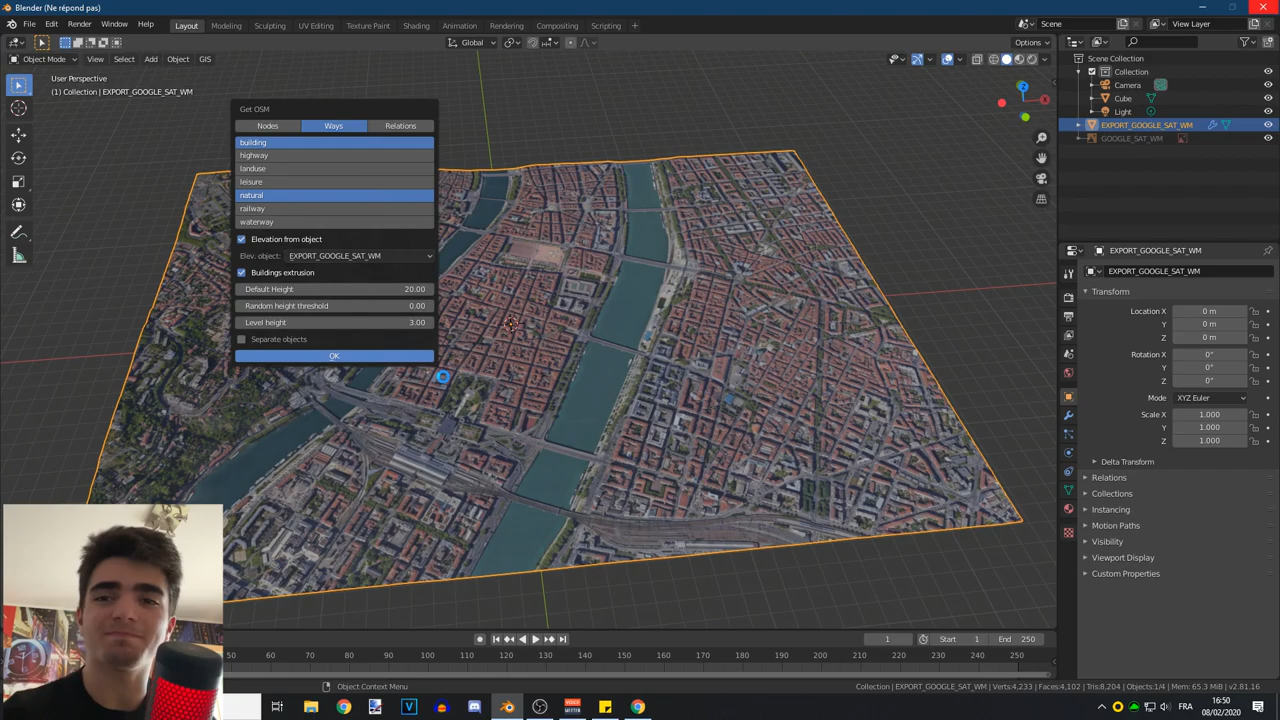 Blender (Ne répond pas)
File Edit Render Window Help
Layout Modeling Sculpting UV Editing Texture Paint Shading Animation Rendering Compositing Scripting +
Scene
View Layer
Global
Options
Object Mode View Select Add Object GIS
User Perspective
(1) Collection | EXPORT_GOOGLE_SAT_WM
Get OSM
Nodes Ways Relations
building
highway
landuse
leisure
natural
railway
waterway
Elevation from object
Elev. object: EXPORT_GOOGLE_SAT_WM
Buildings extrusion
Default Height 20.00
Random height threshold 0.00
Level height 3.00
Separate objects
OK
Z
X
Scene Collection
Collection
Camera
Cube
Light
EXPORT_GOOGLE_SAT_WM
GOOGLE_SAT_WM
EXPORT_GOOGLE_SAT_WM
EXPORT_GOOGLE_SAT_WM
Transform
Location X 0 m
Y 0 m
Z 0 m
Rotation X 0°
Y 0°
Z 0°
Mode XYZ Euler
Scale X 1.000
Y 1.000
Z 1.000
Delta Transform
Relations
Collections
Instancing
Motion Paths
Visibility
Viewport Display
Custom Properties
1 Start 1 End 250
50 60 70 80 90 100 110 120 130 140 150 160 170 180 190 200 210 220 230 240 250
Object Context Menu
Collection | EXPORT_GOOGLE_SAT_WM | Verts:4,233 | Faces:4,102 | Tris:8,204 | Objects:1/4 | Mem: 65.3 MiB | v2.81.16
FRA
16:50
08/02/2020